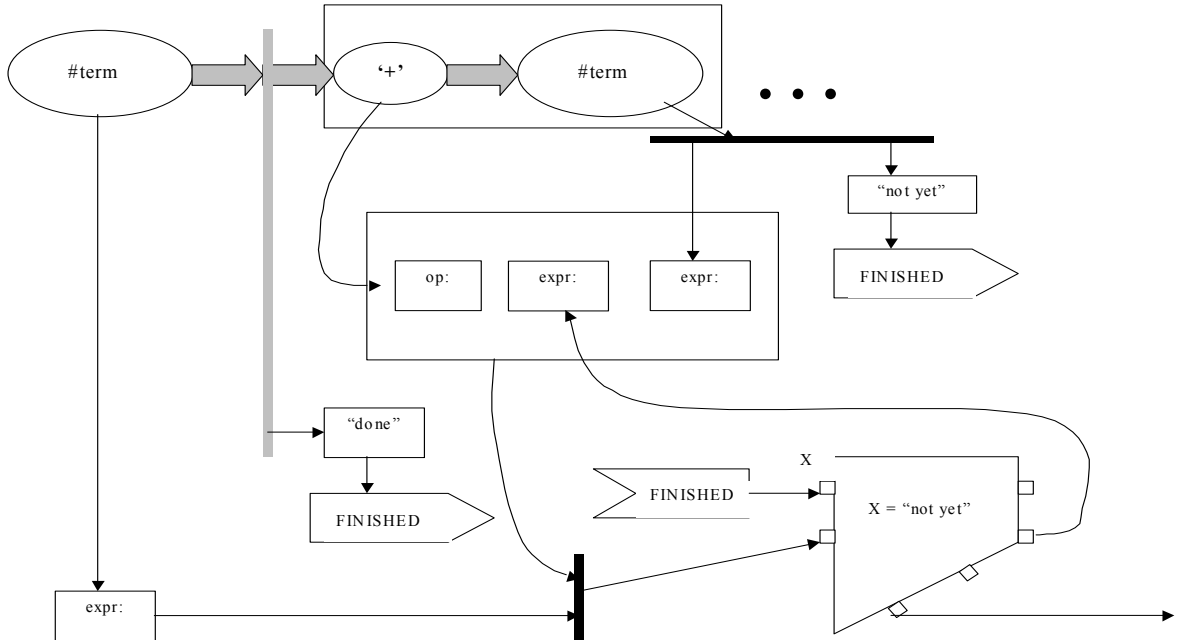 #term
‘+’
#term
“not yet”
FINISHED
op:
expr:
expr:
“done”
FINISHED
X
FINISHED
X = “not yet”
expr: